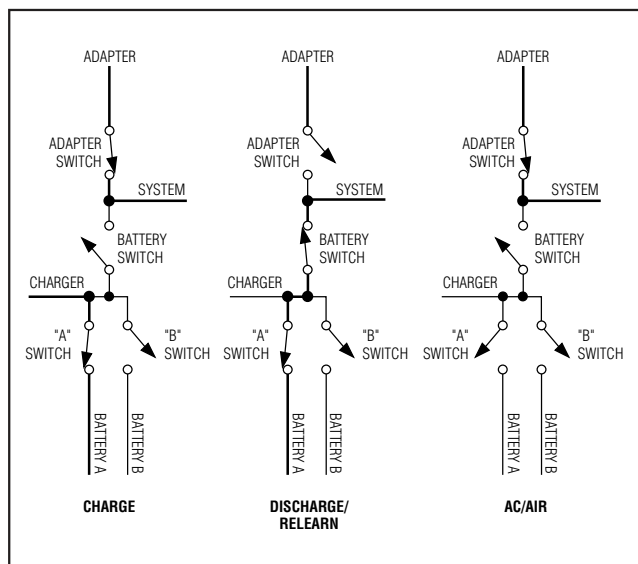 ADAPTER
ADAPTER
SWITCH
SYSTEM
BATTERY
SWITCH
CHARGER
"A"
SWITCH
"B"
SWITCH
BATTERY A
BATTERY B
CHARGE
ADAPTER
ADAPTER
SWITCH
SYSTEM
BATTERY
SWITCH
CHARGER
"A"
SWITCH
"B"
SWITCH
BATTERY A
BATTERY B
DISCHARGE/
RELEARN
ADAPTER
ADAPTER
SWITCH
SYSTEM
BATTERY
SWITCH
CHARGER
"A"
SWITCH
"B"
SWITCH
BATTERY A
BATTERY B
AC/AIR